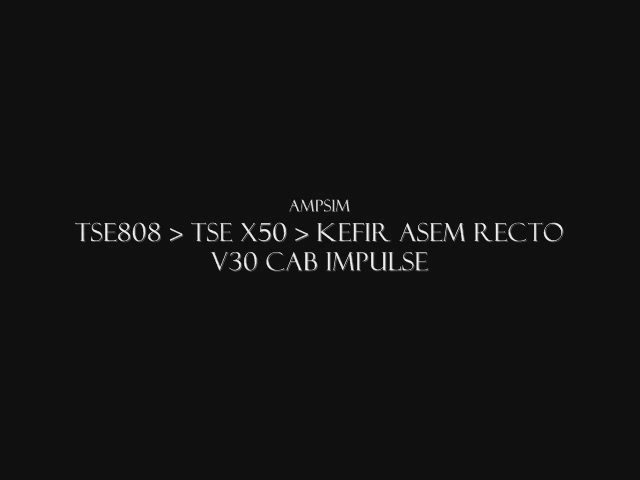 AMPSIM
TSE808 > TSE X50 > KEFIR ASEM RECTO
V30 CAB IMPULSE